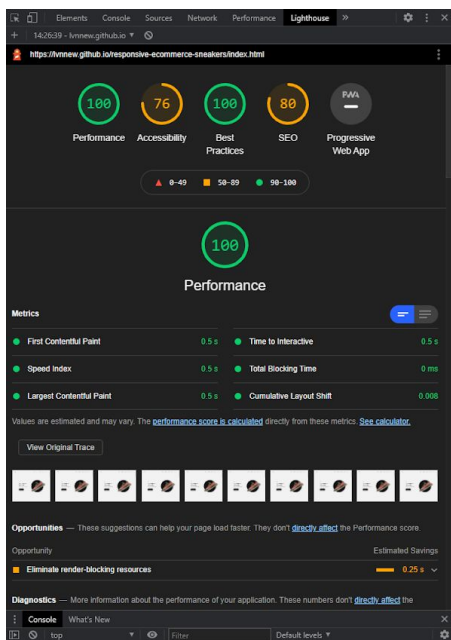 Elements Console Sources Network Performance Lighthouse »
+ 14:26:39 - lvnnew.github.io ▼
https://lvnnew.github.io/responsive-ecommerce-sneakers/index.html
100 76 100 80 PWA
Performance Accessibility Best Practices SEO Progressive Web App
0-49 50-89 90-100
100
Performance
Metrics
First Contentful Paint 0.5 s Time to Interactive 0.5 s
Speed Index 0.5 s Total Blocking Time 0 ms
Largest Contentful Paint 0.5 s Cumulative Layout Shift 0.008
Values are estimated and may vary. The performance score is calculated directly from these metrics. See calculator.
View Original Trace
Opportunities — These suggestions can help your page load faster. They don't directly affect the Performance score.
Opportunity Estimated Savings
Eliminate render-blocking resources 0.25 s
Diagnostics — More information about the performance of your application. These numbers don't directly affect the
Console What's New
top ▼ Filter Default levels ▼